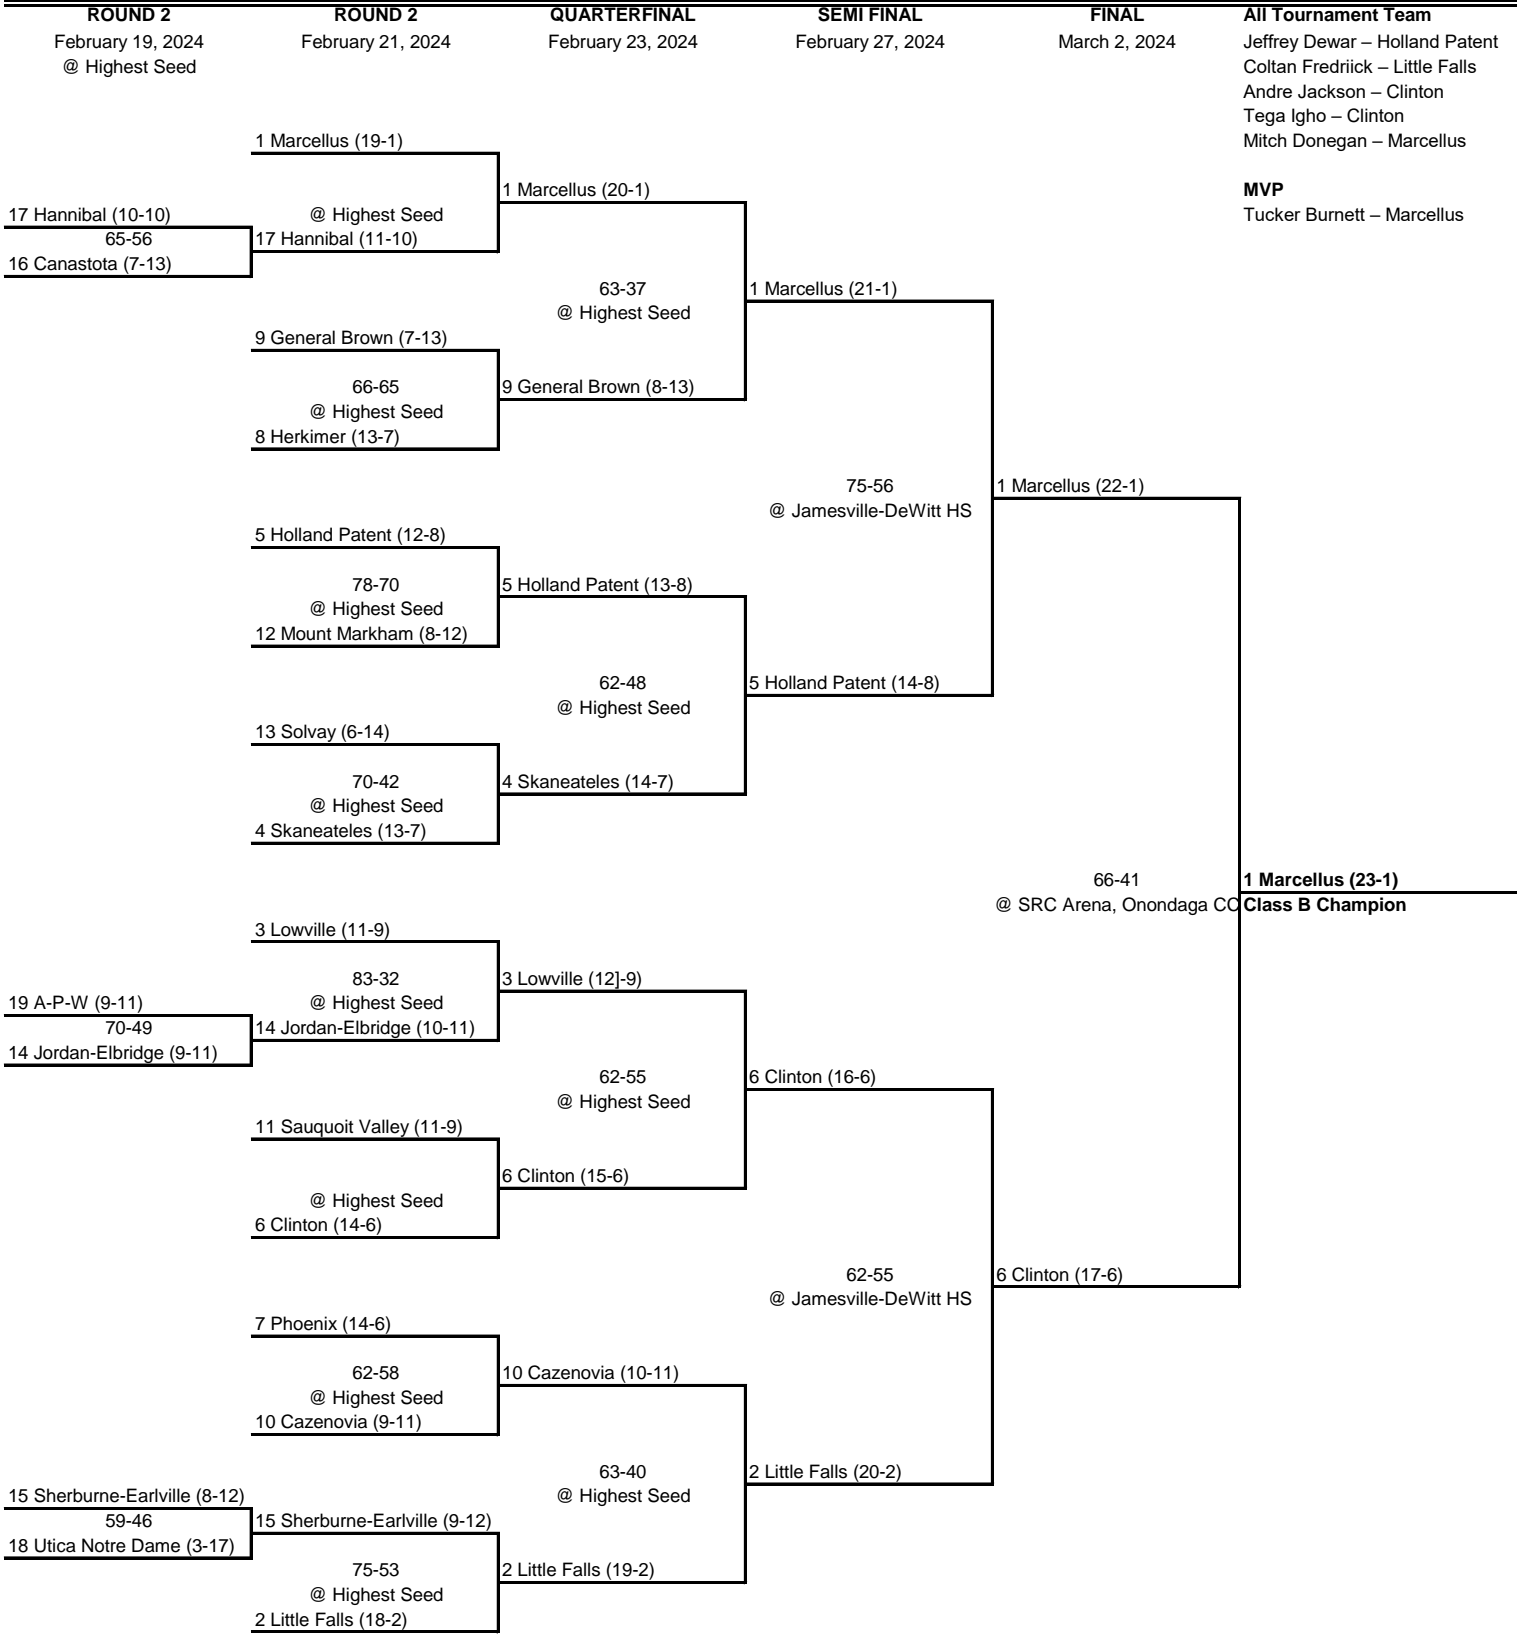 ROUND 2
February 19, 2024
@ Highest Seed
17 Hannibal (10-10)
65-56
16 Canastota (7-13)
19 A-P-W (9-11)
70-49
14 Jordan-Elbridge (9-11)
15 Sherburne-Earlville (8-12)
59-46
18 Utica Notre Dame (3-17)
ROUND 2
February 21, 2024
1 Marcellus (19-1)
@ Highest Seed
17 Hannibal (11-10)
9 General Brown (7-13)
66-65
@ Highest Seed
8 Herkimer (13-7)
5 Holland Patent (12-8)
78-70
@ Highest Seed
12 Mount Markham (8-12)
13 Solvay (6-14)
70-42
@ Highest Seed
4 Skaneateles (13-7)
3 Lowville (11-9)
83-32
@ Highest Seed
14 Jordan-Elbridge (10-11)
11 Sauquoit Valley (11-9)
@ Highest Seed
6 Clinton (14-6)
7 Phoenix (14-6)
62-58
@ Highest Seed
10 Cazenovia (9-11)
15 Sherburne-Earlville (9-12)
75-53
@ Highest Seed
2 Little Falls (18-2)
QUARTERFINAL
February 23, 2024
1 Marcellus (20-1)
63-37
@ Highest Seed
9 General Brown (8-13)
5 Holland Patent (13-8)
62-48
@ Highest Seed
4 Skaneateles (14-7)
3 Lowville (12]-9)
62-55
@ Highest Seed
6 Clinton (15-6)
10 Cazenovia (10-11)
63-40
@ Highest Seed
2 Little Falls (19-2)
SEMI FINAL
February 27, 2024
1 Marcellus (21-1)
75-56
@ Jamesville-DeWitt HS
5 Holland Patent (14-8)
6 Clinton (16-6)
62-55
@ Jamesville-DeWitt HS
2 Little Falls (20-2)
FINAL
March 2, 2024
1 Marcellus (22-1)
66-41
@ SRC Arena, Onondaga CC
6 Clinton (17-6)
All Tournament Team
Jeffrey Dewar – Holland Patent
Coltan Fredriick – Little Falls
Andre Jackson – Clinton
Tega Igho – Clinton
Mitch Donegan – Marcellus
MVP
Tucker Burnett – Marcellus
1 Marcellus (23-1)
Class B Champion